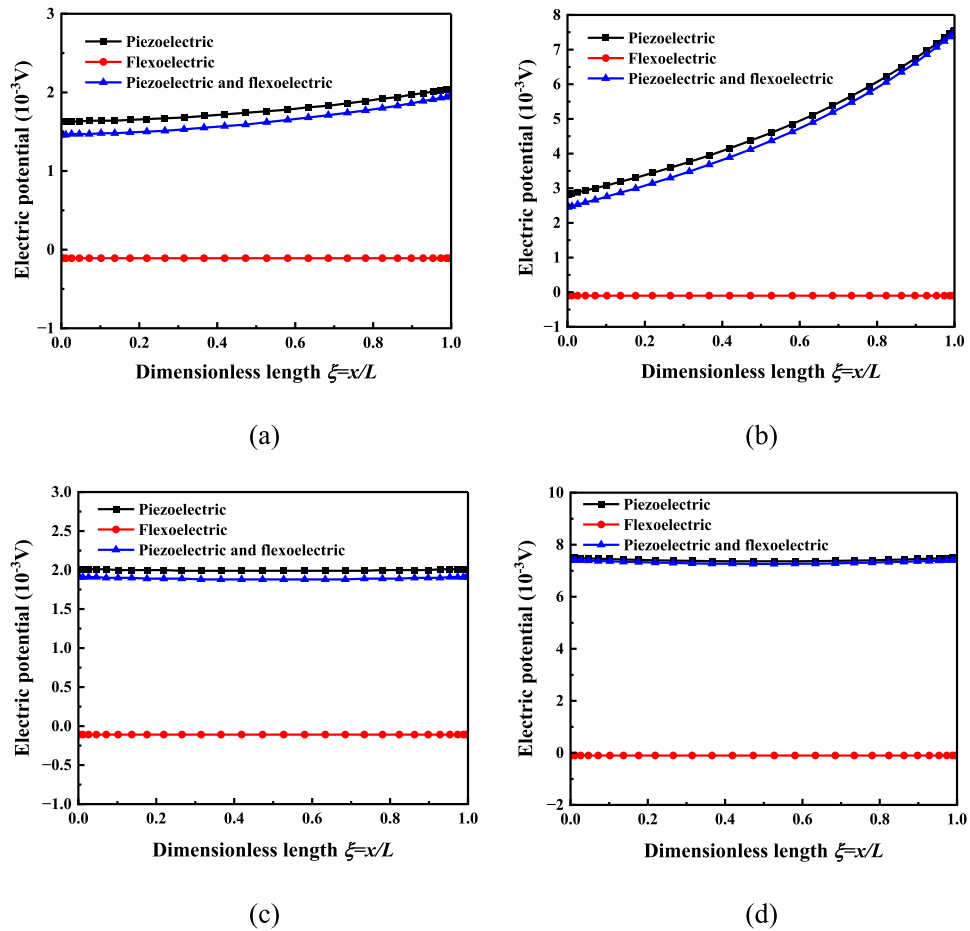 3
2
1
0
−1
Electric potential (10⁻³V)
Piezoelectric
Flexoelectric
Piezoelectric and flexoelectric
0.0 0.2 0.4 0.6 0.8 1.0
Dimensionless length ξ=x/L
(a)
8
7
6
5
4
3
2
1
0
−1
Electric potential (10⁻³V)
Piezoelectric
Flexoelectric
Piezoelectric and flexoelectric
0.0 0.2 0.4 0.6 0.8 1.0
Dimensionless length ξ=x/L
(b)
3.0
2.5
2.0
1.5
1.0
0.5
0.0
−0.5
−1.0
Electric potential (10⁻³V)
Piezoelectric
Flexoelectric
Piezoelectric and flexoelectric
0.0 0.2 0.4 0.6 0.8 1.0
Dimensionless length ξ=x/L
(c)
10
8
6
4
2
0
−2
Electric potential (10⁻³V)
Piezoelectric
Flexoelectric
Piezoelectric and flexoelectric
0.0 0.2 0.4 0.6 0.8 1.0
Dimensionless length ξ=x/L
(d)